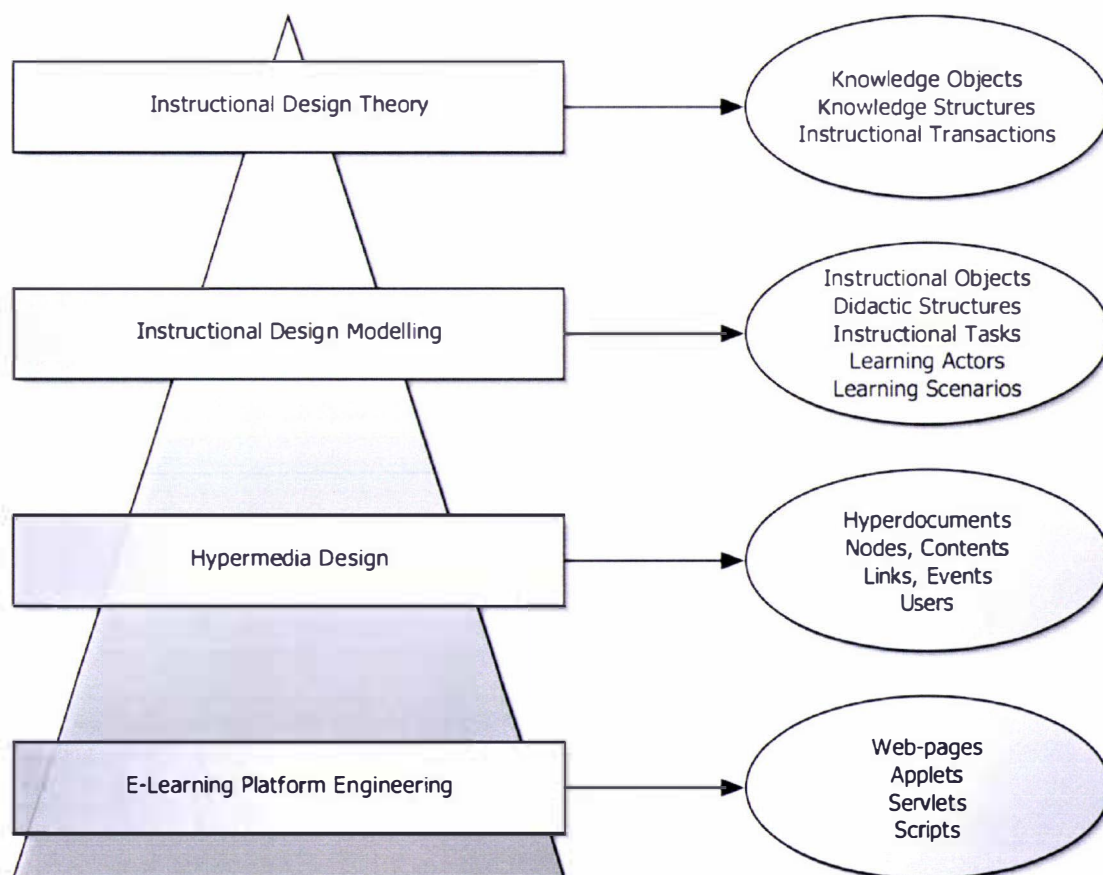 Instructional Design Theory
Knowledge Objects
Knowledge Structures
Instructional Transactions
Instructional Design Modelling
Instructional Objects
Didactic Structures
Instructional Tasks
Learning Actors
Learning Scenarios
Hypermedia Design
Hyperdocuments
Nodes, Contents
Links, Events
Users
E-Learning Platform Engineering
Web-pages
Applets
Servlets
Scripts